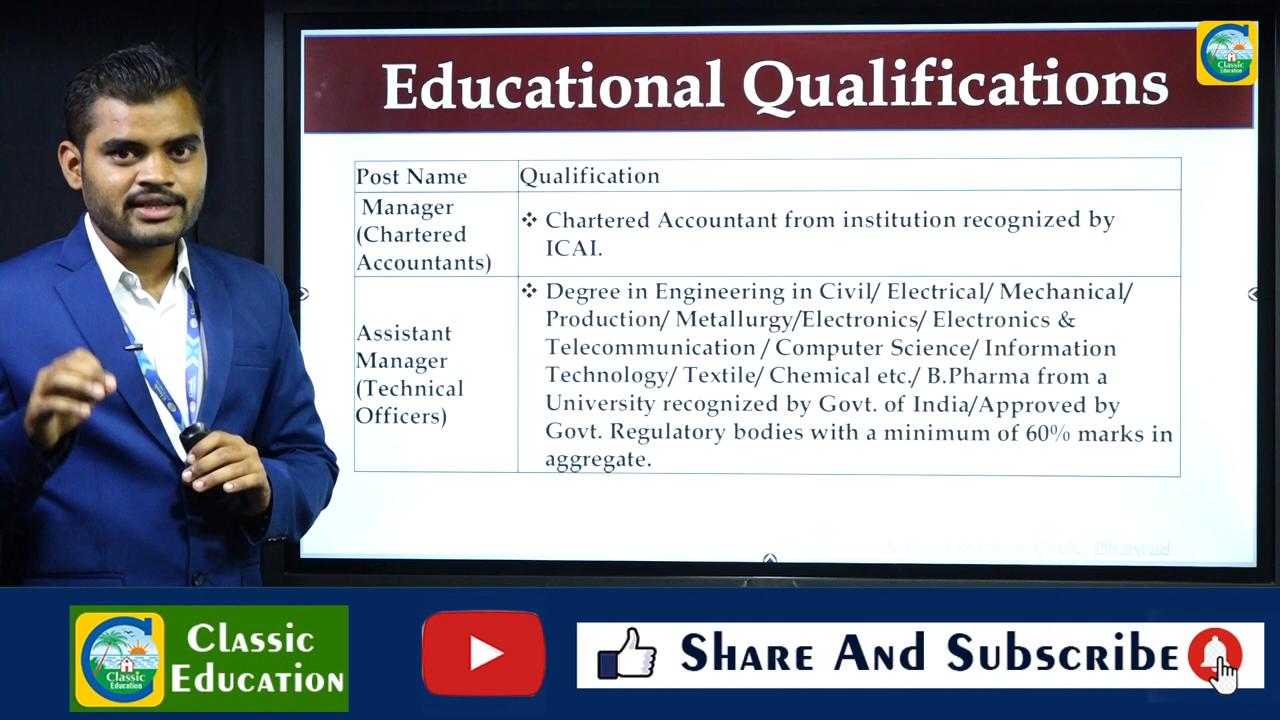 Educational Qualifications
Classic
Education
Post Name
Qualification
Manager
(Chartered
Accountants)
❖ Chartered Accountant from institution recognized by
ICAI.
Assistant
Manager
(Technical
Officers)
❖ Degree in Engineering in Civil/ Electrical/ Mechanical/
Production/ Metallurgy/Electronics/ Electronics &
Telecommunication / Computer Science/ Information
Technology/ Textile/ Chemical etc./ B.Pharma from a
University recognized by Govt. of India/Approved by
Govt. Regulatory bodies with a minimum of 60% marks in
aggregate.
Dharwad
Classic
Education
Classic
Education
Share And Subscribe